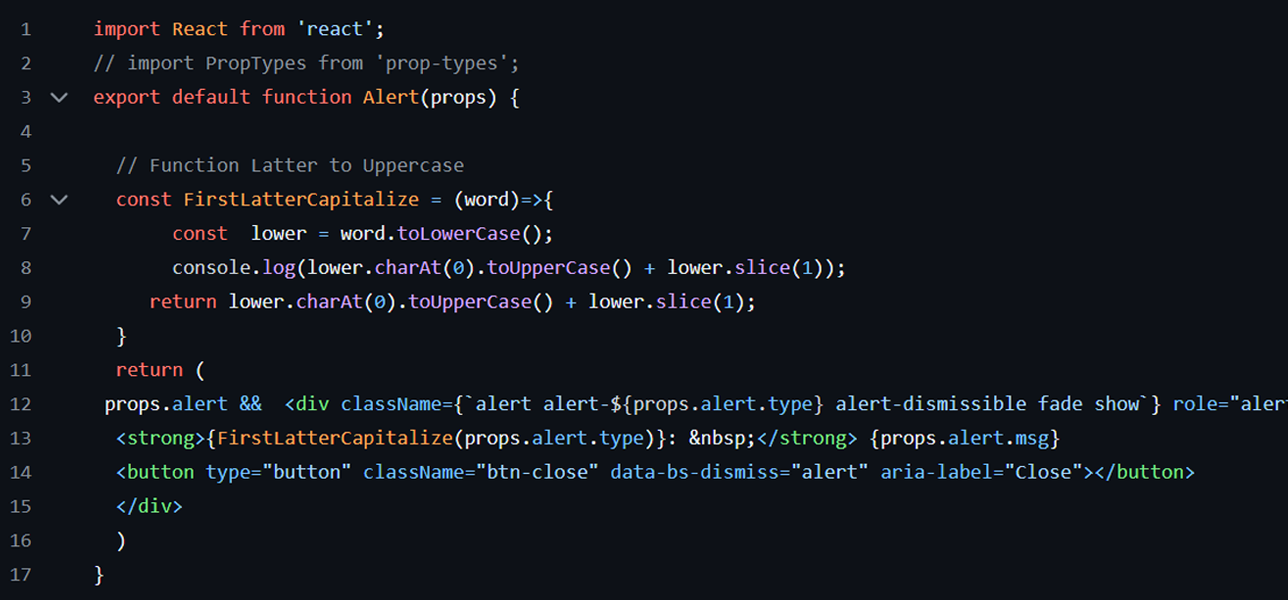 1 import React from 'react';
2 // import PropTypes from 'prop-types';
3 export default function Alert(props) {
4
5 // Function Latter to Uppercase
6 const FirstLatterCapitalize = (word)=>{
7 const  lower = word.toLowerCase();
8 console.log(lower.charAt(0).toUpperCase() + lower.slice(1));
9 return lower.charAt(0).toUpperCase() + lower.slice(1);
10 }
11 return (
12 props.alert &&  <div className={`alert alert-${props.alert.type} alert-dismissible fade show`} role="aler
13 <strong>{FirstLatterCapitalize(props.alert.type)}: &nbsp;</strong> {props.alert.msg}
14 <button type="button" className="btn-close" data-bs-dismiss="alert" aria-label="Close"></button>
15 </div>
16 )
17 }